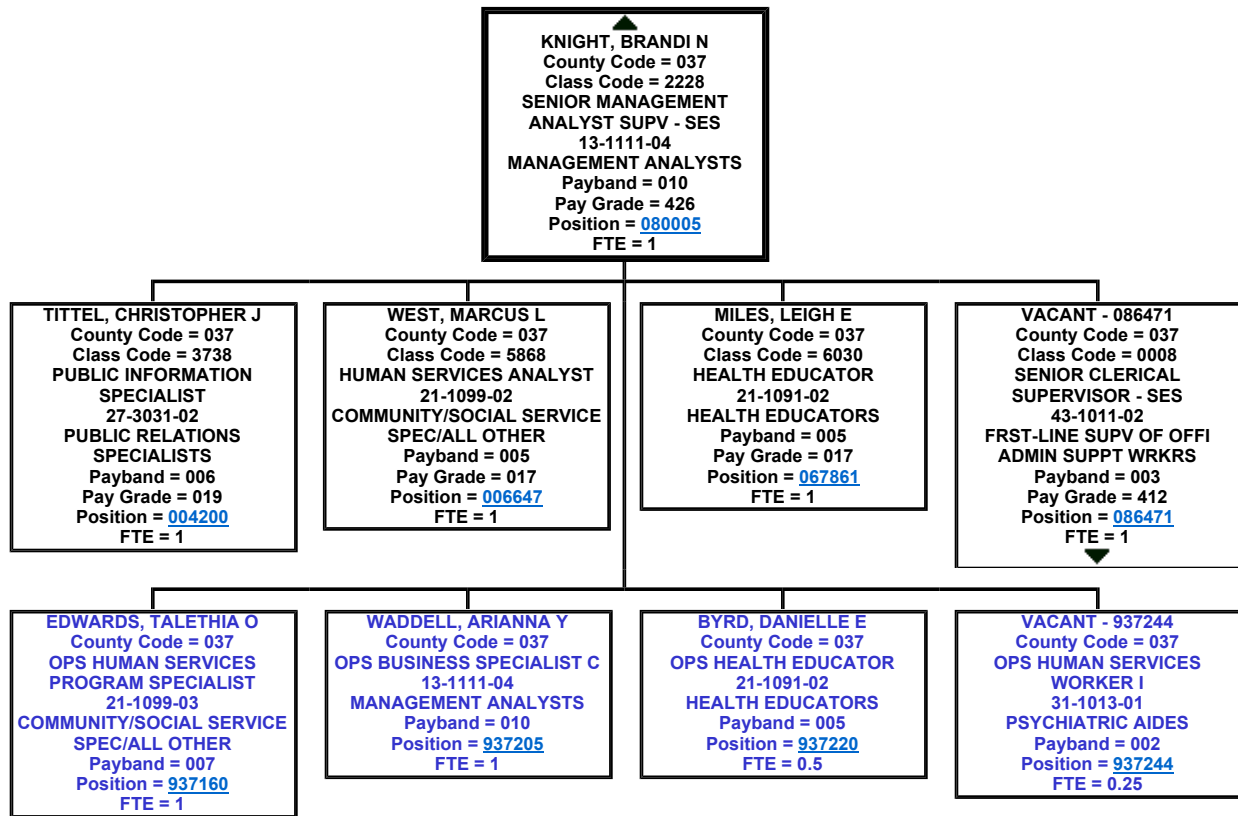 KNIGHT, BRANDI N
County Code = 037
Class Code = 2228
SENIOR MANAGEMENT
ANALYST SUPV - SES
13-1111-04
MANAGEMENT ANALYSTS
Payband = 010
Pay Grade = 426
Position = 080005
FTE = 1
TITTEL, CHRISTOPHER J
County Code = 037
Class Code = 3738
PUBLIC INFORMATION
SPECIALIST
27-3031-02
PUBLIC RELATIONS
SPECIALISTS
Payband = 006
Pay Grade = 019
Position = 004200
FTE = 1
WEST, MARCUS L
County Code = 037
Class Code = 5868
HUMAN SERVICES ANALYST
21-1099-02
COMMUNITY/SOCIAL SERVICE
SPEC/ALL OTHER
Payband = 005
Pay Grade = 017
Position = 006647
FTE = 1
MILES, LEIGH E
County Code = 037
Class Code = 6030
HEALTH EDUCATOR
21-1091-02
HEALTH EDUCATORS
Payband = 005
Pay Grade = 017
Position = 067861
FTE = 1
VACANT - 086471
County Code = 037
Class Code = 0008
SENIOR CLERICAL
SUPERVISOR - SES
43-1011-02
FRST-LINE SUPV OF OFFI
ADMIN SUPPT WRKRS
Payband = 003
Pay Grade = 412
Position = 086471
FTE = 1
EDWARDS, TALETHIA O
County Code = 037
OPS HUMAN SERVICES
PROGRAM SPECIALIST
21-1099-03
COMMUNITY/SOCIAL SERVICE
SPEC/ALL OTHER
Payband = 007
Position = 937160
FTE = 1
WADDELL, ARIANNA Y
County Code = 037
OPS BUSINESS SPECIALIST C
13-1111-04
MANAGEMENT ANALYSTS
Payband = 010
Position = 937205
FTE = 1
BYRD, DANIELLE E
County Code = 037
OPS HEALTH EDUCATOR
21-1091-02
HEALTH EDUCATORS
Payband = 005
Position = 937220
FTE = 0.5
VACANT - 937244
County Code = 037
OPS HUMAN SERVICES
WORKER I
31-1013-01
PSYCHIATRIC AIDES
Payband = 002
Position = 937244
FTE = 0.25